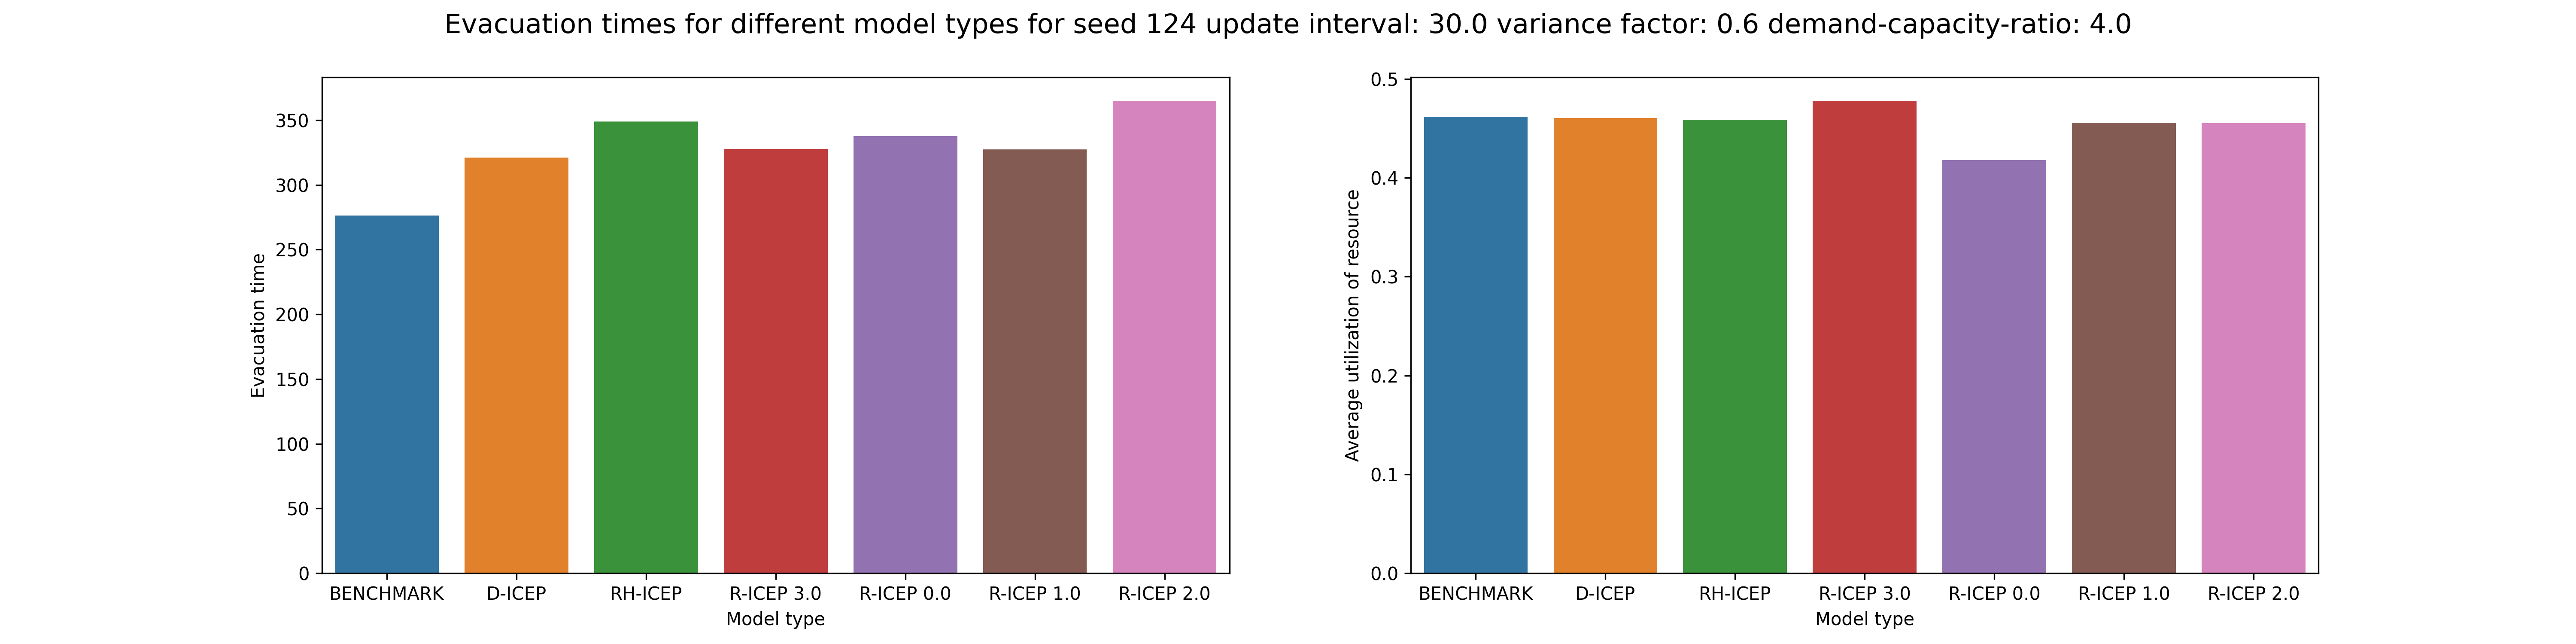 Evacuation times for different model types for seed 124 update interval: 30.0 variance factor: 0.6 demand-capacity-ratio: 4.0
Evacuation time
350
300
250
200
150
100
50
0
BENCHMARK D-ICEP RH-ICEP R-ICEP 3.0 R-ICEP 0.0 R-ICEP 1.0 R-ICEP 2.0
Model type
Average utilization of resource
0.5
0.4
0.3
0.2
0.1
0.0
BENCHMARK D-ICEP RH-ICEP R-ICEP 3.0 R-ICEP 0.0 R-ICEP 1.0 R-ICEP 2.0
Model type